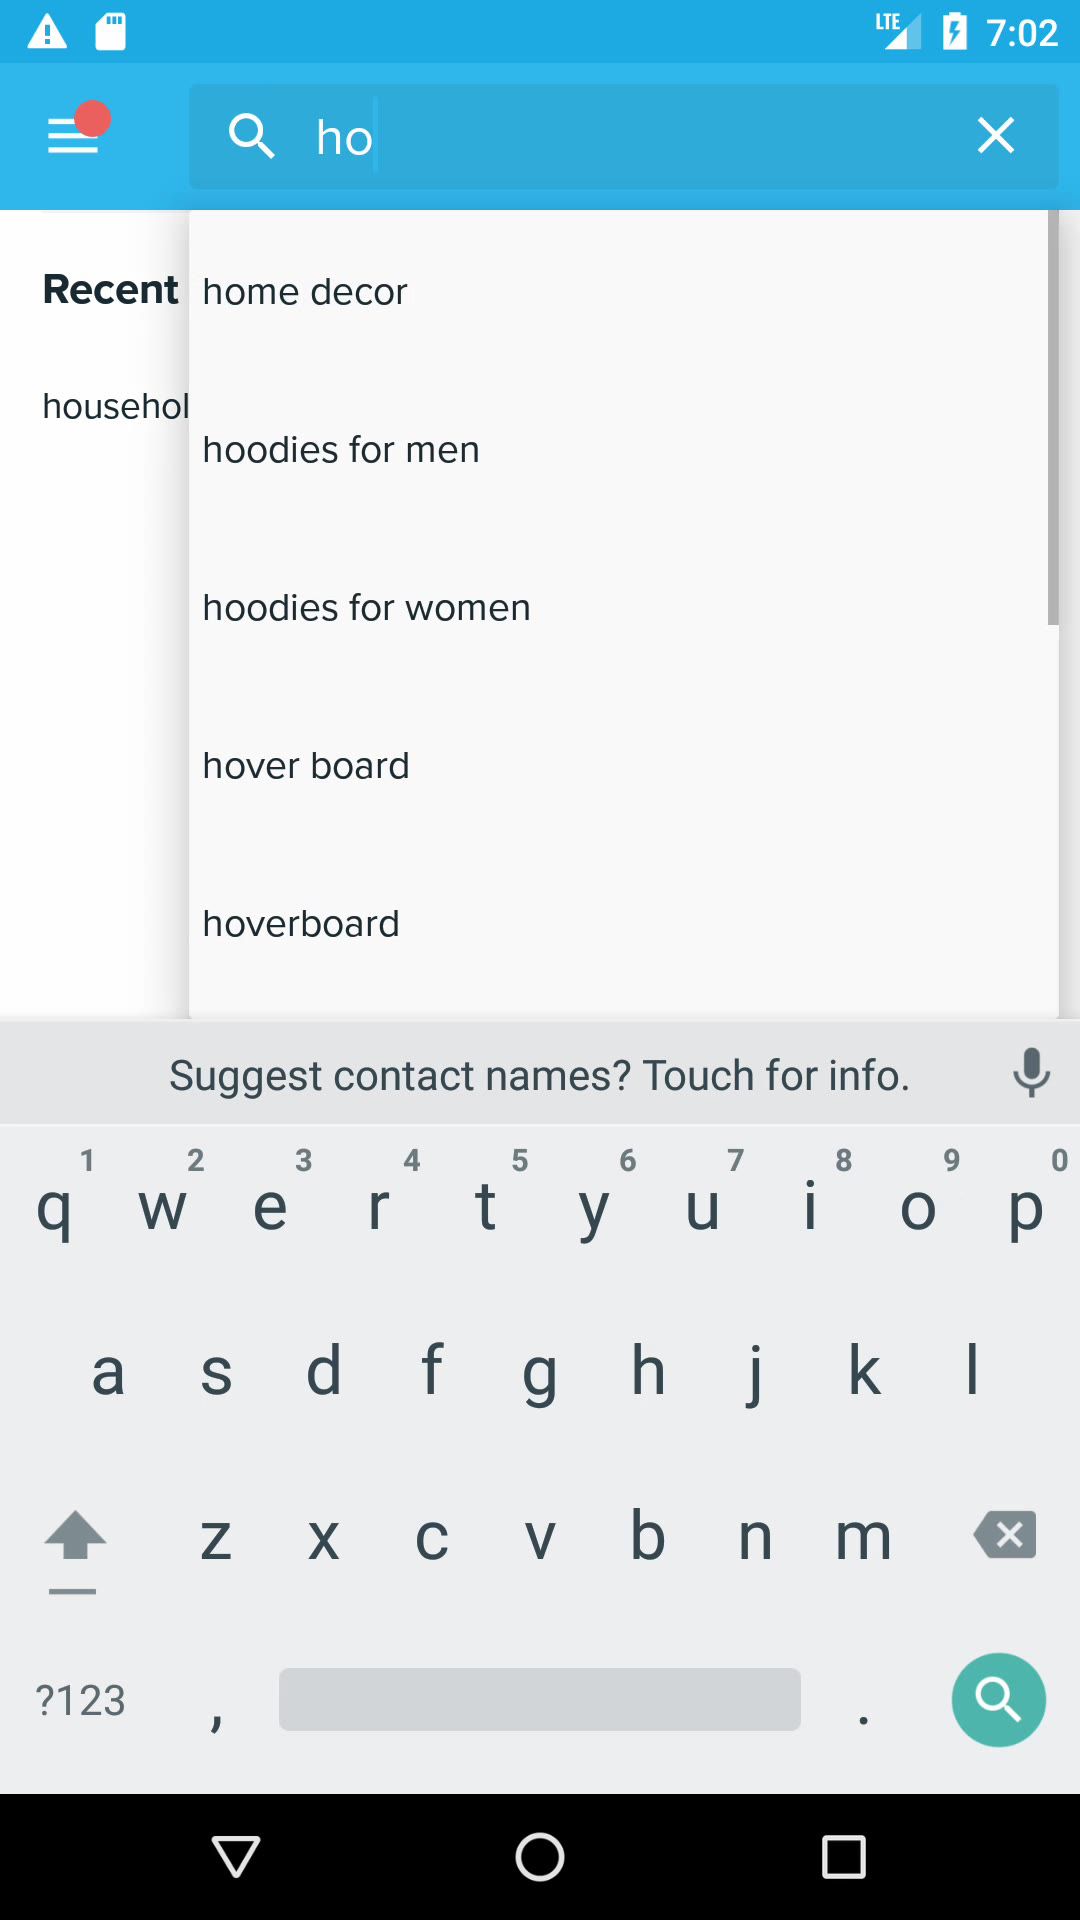 LTE 7:02
ho
Recent
househol
home decor
hoodies for men
hoodies for women
hover board
hoverboard
Suggest contact names? Touch for info.
1 2 3 4 5 6 7 8 9 0
q w e r t y u i o p
a s d f g h j k l
z x c v b n m
?123 , .